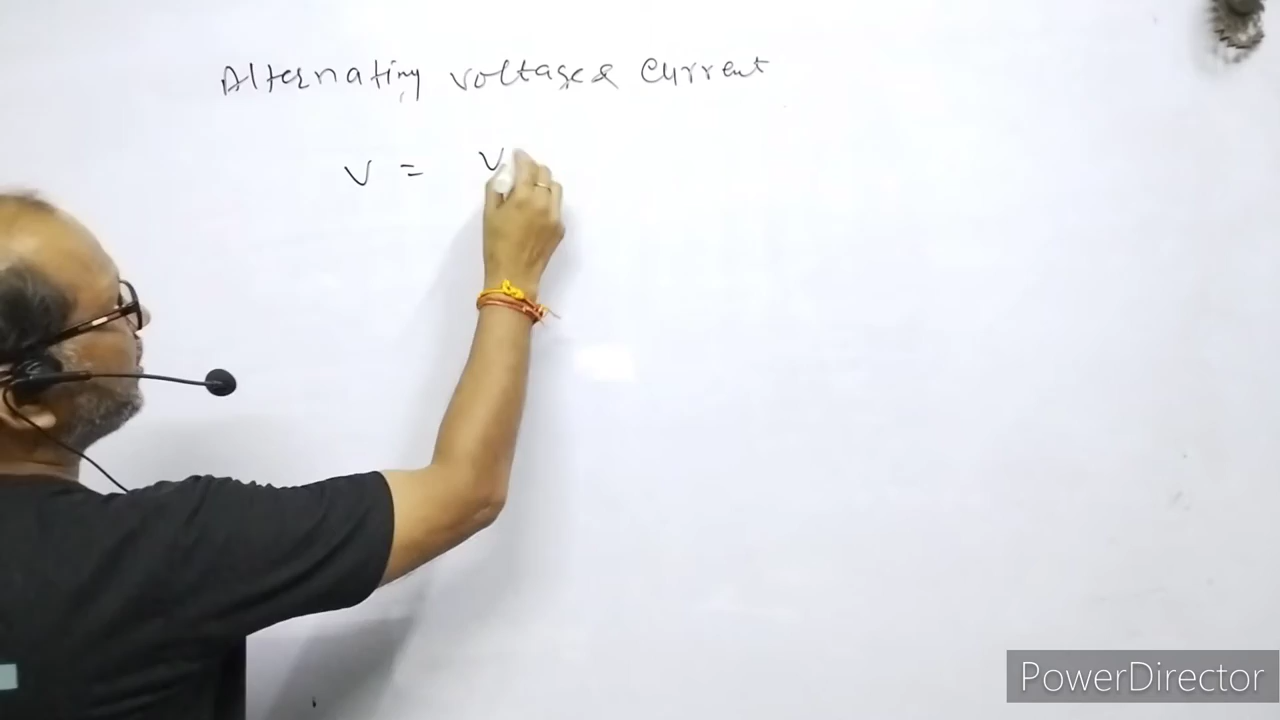 Alternating voltage & current
V = V
PowerDirector